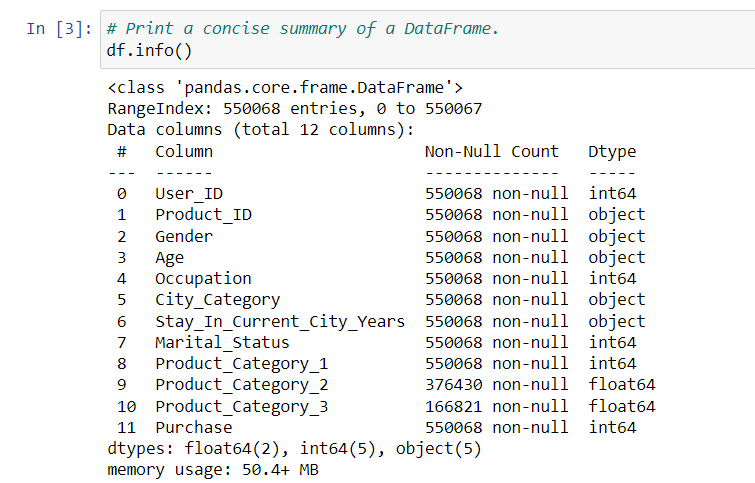 In [3]: # Print a concise summary of a DataFrame.
df.info()
<class 'pandas.core.frame.DataFrame'>
RangeIndex: 550068 entries, 0 to 550067
Data columns (total 12 columns):
 #   Column                      Non-Null Count   Dtype
---  ------                      --------------   -----
 0   User_ID                     550068 non-null  int64
 1   Product_ID                  550068 non-null  object
 2   Gender                      550068 non-null  object
 3   Age                         550068 non-null  object
 4   Occupation                  550068 non-null  int64
 5   City_Category               550068 non-null  object
 6   Stay_In_Current_City_Years  550068 non-null  object
 7   Marital_Status              550068 non-null  int64
 8   Product_Category_1          550068 non-null  int64
 9   Product_Category_2          376430 non-null  float64
 10  Product_Category_3          166821 non-null  float64
 11  Purchase                    550068 non-null  int64
dtypes: float64(2), int64(5), object(5)
memory usage: 50.4+ MB